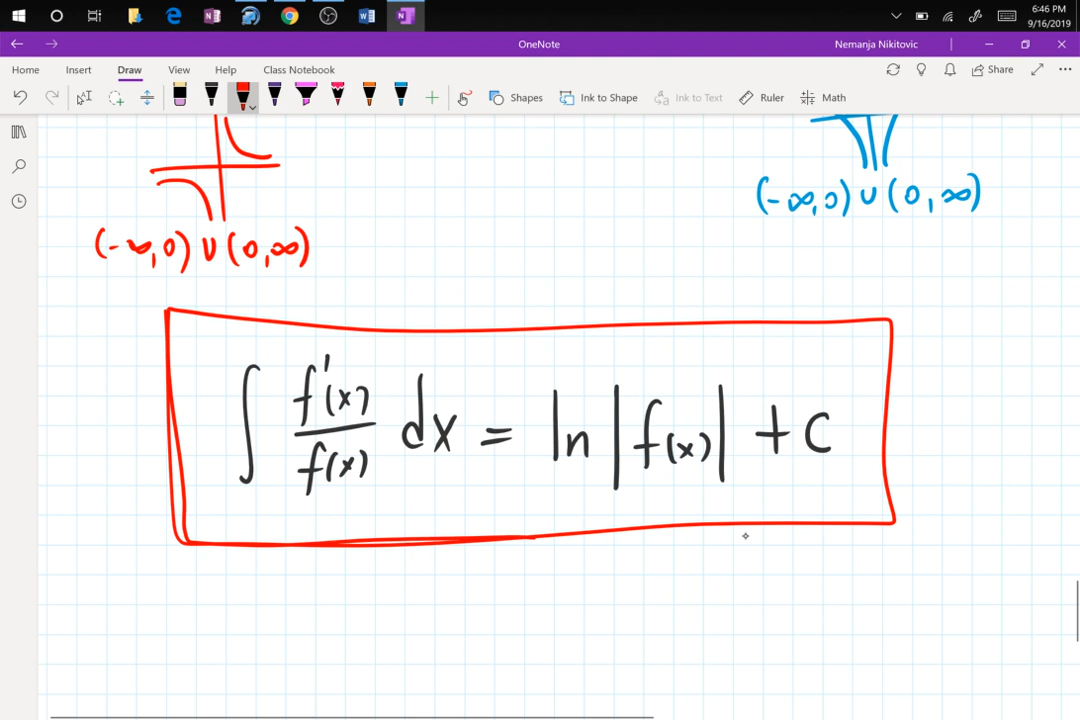 6:46 PM
9/16/2019
OneNote
Nemanja Nikitovic
Home Insert Draw View Help Class Notebook
Share
Shapes Ink to Shape Ink to Text Ruler Math
(-∞,0) ∪ (0,∞)
(-∞,0) ∪ (0,∞)
∫ f'(x)/f(x) dx = ln |f(x)| + C